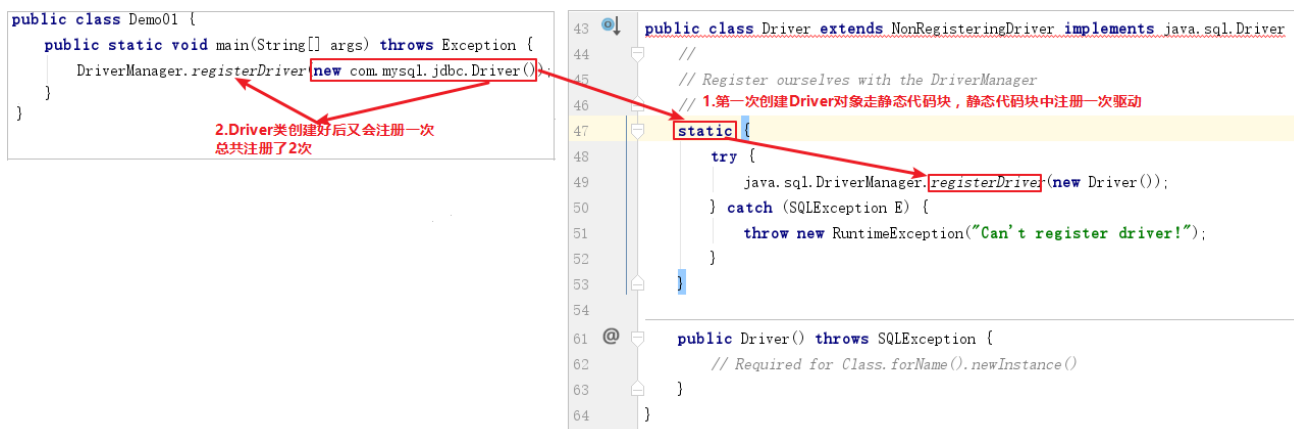 public class Demo01 {
public static void main(String[] args) throws Exception {
DriverManager.registerDriver(new com.mysql.jdbc.Driver());
}
}
2.Driver类创建好后又会注册一次
总共注册了2次
43 public class Driver extends NonRegisteringDriver implements java.sql.Driver
44 //
45 // Register ourselves with the DriverManager
46 // 1.第一次创建Driver对象走静态代码块，静态代码块中注册一次驱动
47 static {
48 try {
49 java.sql.DriverManager.registerDriver(new Driver());
50 } catch (SQLException E) {
51 throw new RuntimeException("Can't register driver!");
52 }
53 }
54
61 @ public Driver() throws SQLException {
62 // Required for Class.forName().newInstance()
63 }
64 }